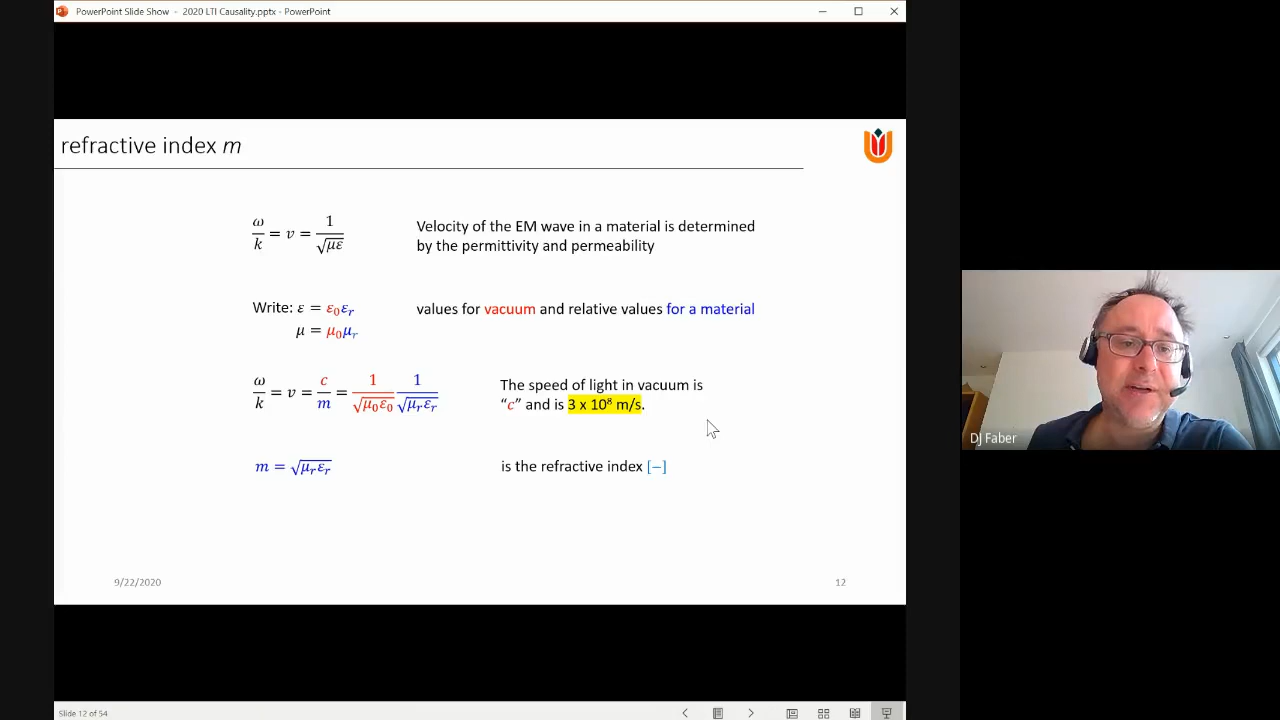 PowerPoint Slide Show - 2020 LTI Causality.pptx - PowerPoint
refractive index m
ω/k = v = 1/√με
Velocity of the EM wave in a material is determined
by the permittivity and permeability
Write: ε = ε₀εᵣ
values for vacuum and relative values for a material
μ = μ₀μᵣ
ω/k = v = c/m = 1/√μ₀ε₀ 1/√μᵣεᵣ
The speed of light in vacuum is
“c” and is 3 x 10⁸ m/s.
m = √μᵣεᵣ
is the refractive index [−]
9/22/2020
12
DJ Faber
Slide 12 of 54